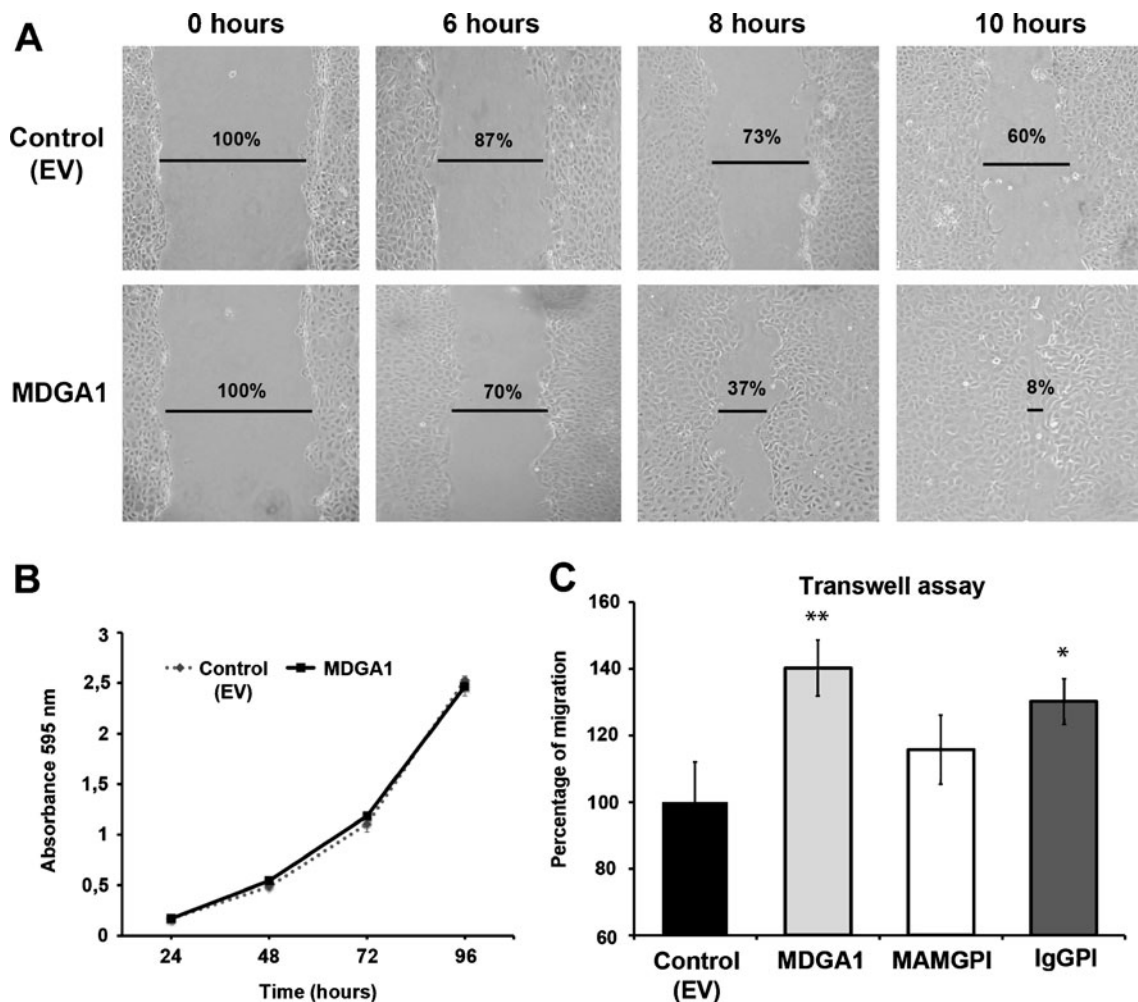 A
0 hours 6 hours 8 hours 10 hours
Control
(EV)
100% 87% 73% 60%
MDGA1
100% 70% 37% 8%
B
3
2,5
2
1,5
1
0,5
0
Control
(EV)
MDGA1
Absorbance 595 nm
24 48 72 96
Time (hours)
C
Transwell assay
160
140
120
100
80
60
** *
Percentage of migration
Control
(EV)
MDGA1 MAMGPI IgGPI